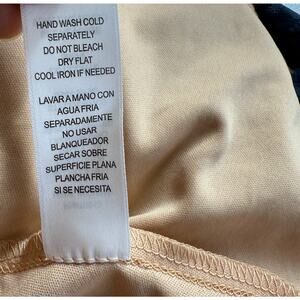 HAND WASH COLD
SEPARATELY
DO NOT BLEACH
DRY FLAT
COOL IRON IF NEEDED
LAVAR A MANO CON
AGUA FRIA
SEPARADAMENTE
NO USAR
BLANQUEADOR
SECAR SOBRE
SUPERFICIE PLANA
PLANCHA FRIA
SI SE NECESITA